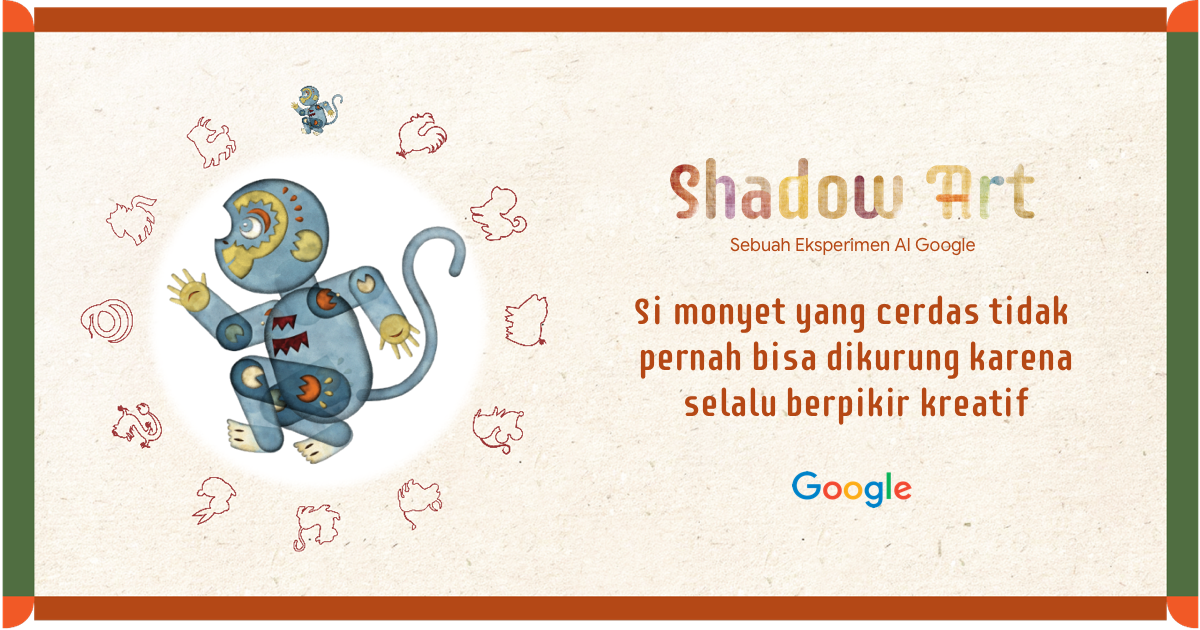 Shadow Art
Sebuah Eksperimen AI Google
Si monyet yang cerdas tidak
pernah bisa dikurung karena
selalu berpikir kreatif
Google